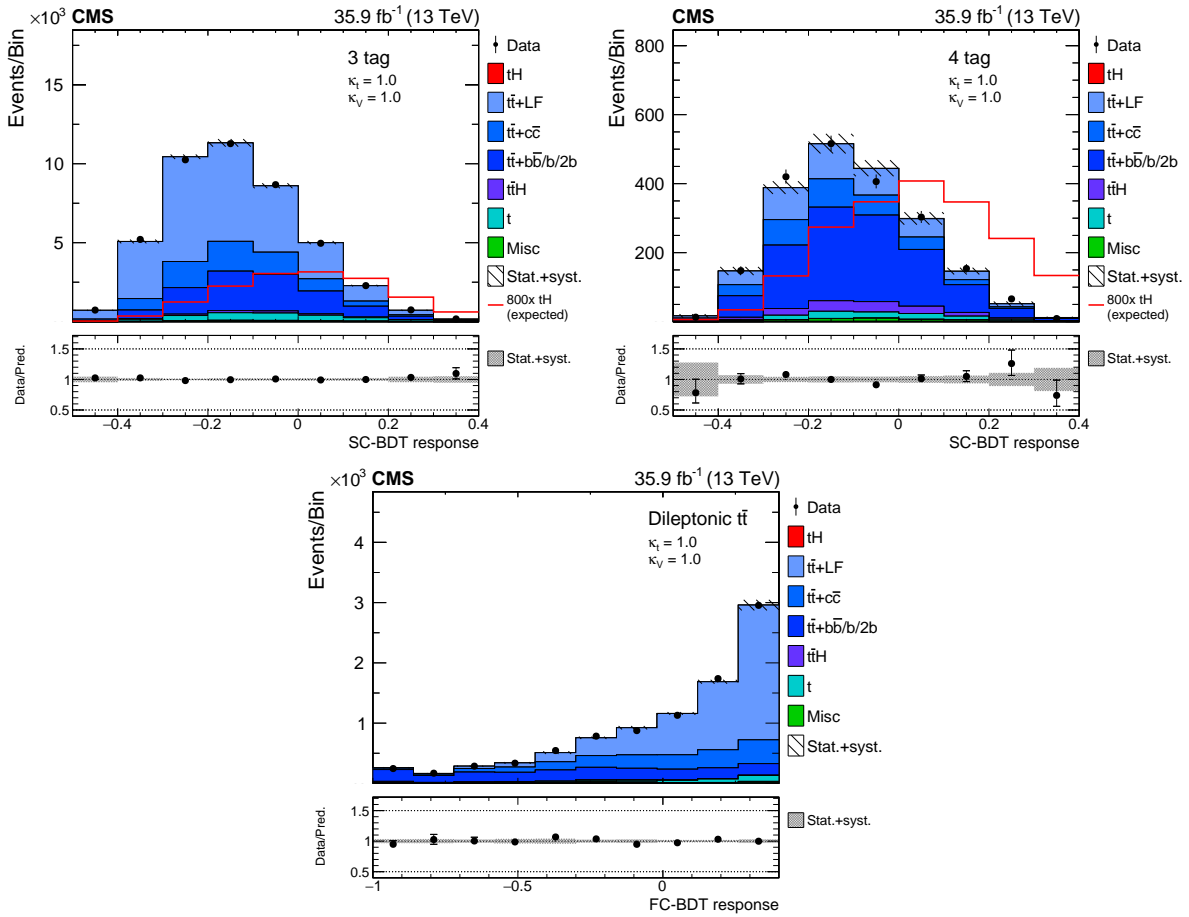 CMS 35.9 fb⁻¹ (13 TeV)
×10³
Events/Bin
3 tag
κt = 1.0
κV = 1.0
15
10
5
Data
tH
tt̄+LF
tt̄+cc̄
tt̄+bb̄/b/2b
tt̄H
t
Misc
Stat.+syst.
800x tH
(expected)
Data/Pred.
1.5
1
0.5
Stat.+syst.
−0.4 −0.2 0 0.2 0.4
SC-BDT response
CMS 35.9 fb⁻¹ (13 TeV)
Events/Bin
4 tag
κt = 1.0
κV = 1.0
800
600
400
200
Data
tH
tt̄+LF
tt̄+cc̄
tt̄+bb̄/b/2b
tt̄H
t
Misc
Stat.+syst.
800x tH
(expected)
Data/Pred.
1.5
1
0.5
Stat.+syst.
−0.4 −0.2 0 0.2 0.4
SC-BDT response
×10³ CMS 35.9 fb⁻¹ (13 TeV)
Events/Bin
Dileptonic tt̄
κt = 1.0
κV = 1.0
4
3
2
1
Data
tH
tt̄+LF
tt̄+cc̄
tt̄+bb̄/b/2b
tt̄H
t
Misc
Stat.+syst.
Data/Pred.
1.5
1
0.5
Stat.+syst.
−1 −0.5 0
FC-BDT response